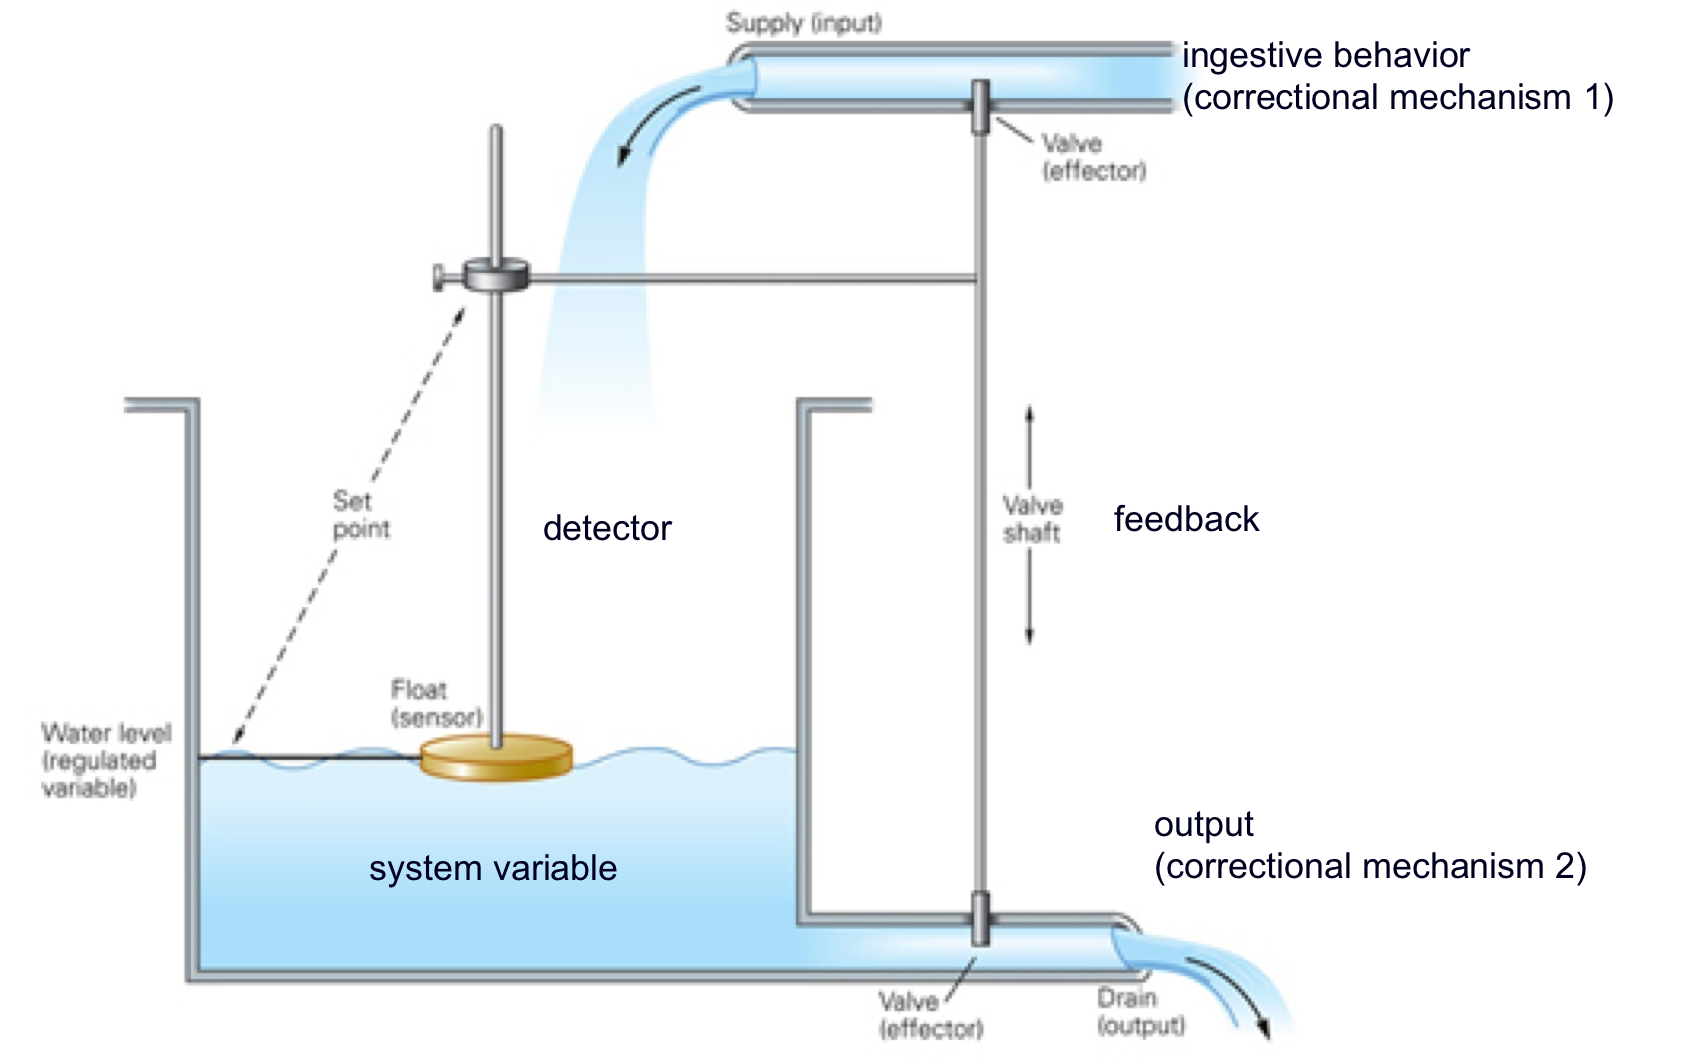 Supply (input)
ingestive behavior
(correctional mechanism 1)
Valve
(effector)
Set
point
detector
Valve
shaft
feedback
Float
(sensor)
Water level
(regulated
variable)
system variable
output
(correctional mechanism 2)
Valve
(effector)
Drain
(output)